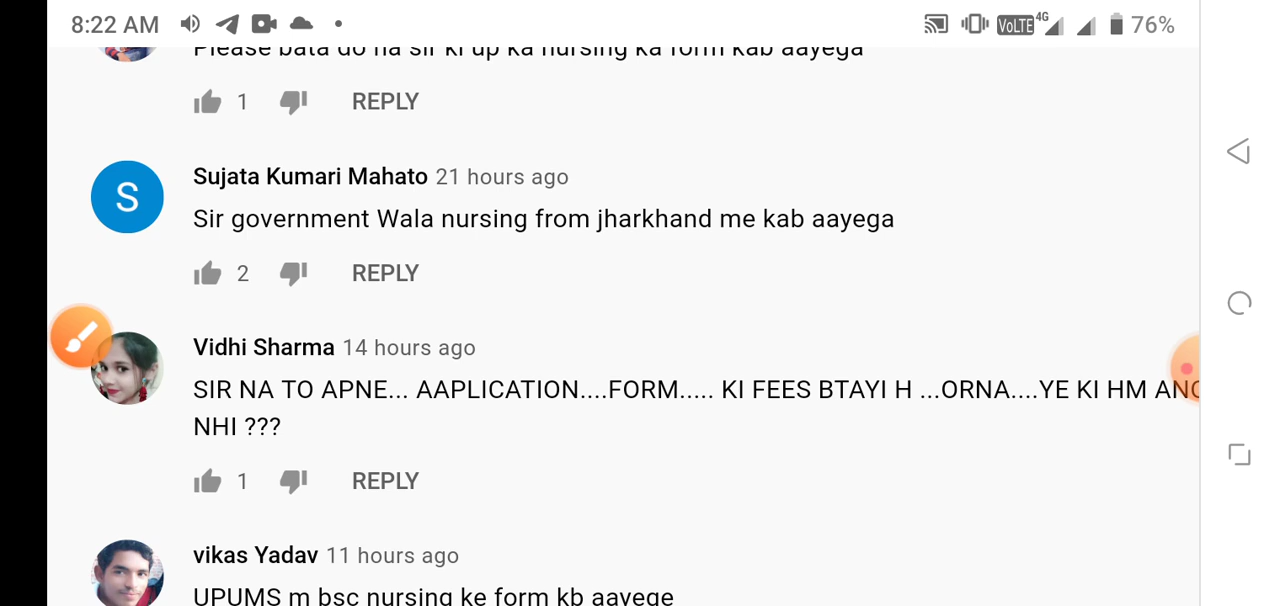 8:22 AM
VoLTE 4G 76%
Please bata do na sir ki up ka nursing ka form kab aayega
1 REPLY
S
Sujata Kumari Mahato 21 hours ago
Sir government Wala nursing from jharkhand me kab aayega
2 REPLY
Vidhi Sharma 14 hours ago
SIR NA TO APNE... AAPLICATION....FORM..... KI FEES BTAYI H ...ORNA....YE KI HM
NHI ???
1 REPLY
vikas Yadav 11 hours ago
UPUMS m bsc nursing ke form kb aayege